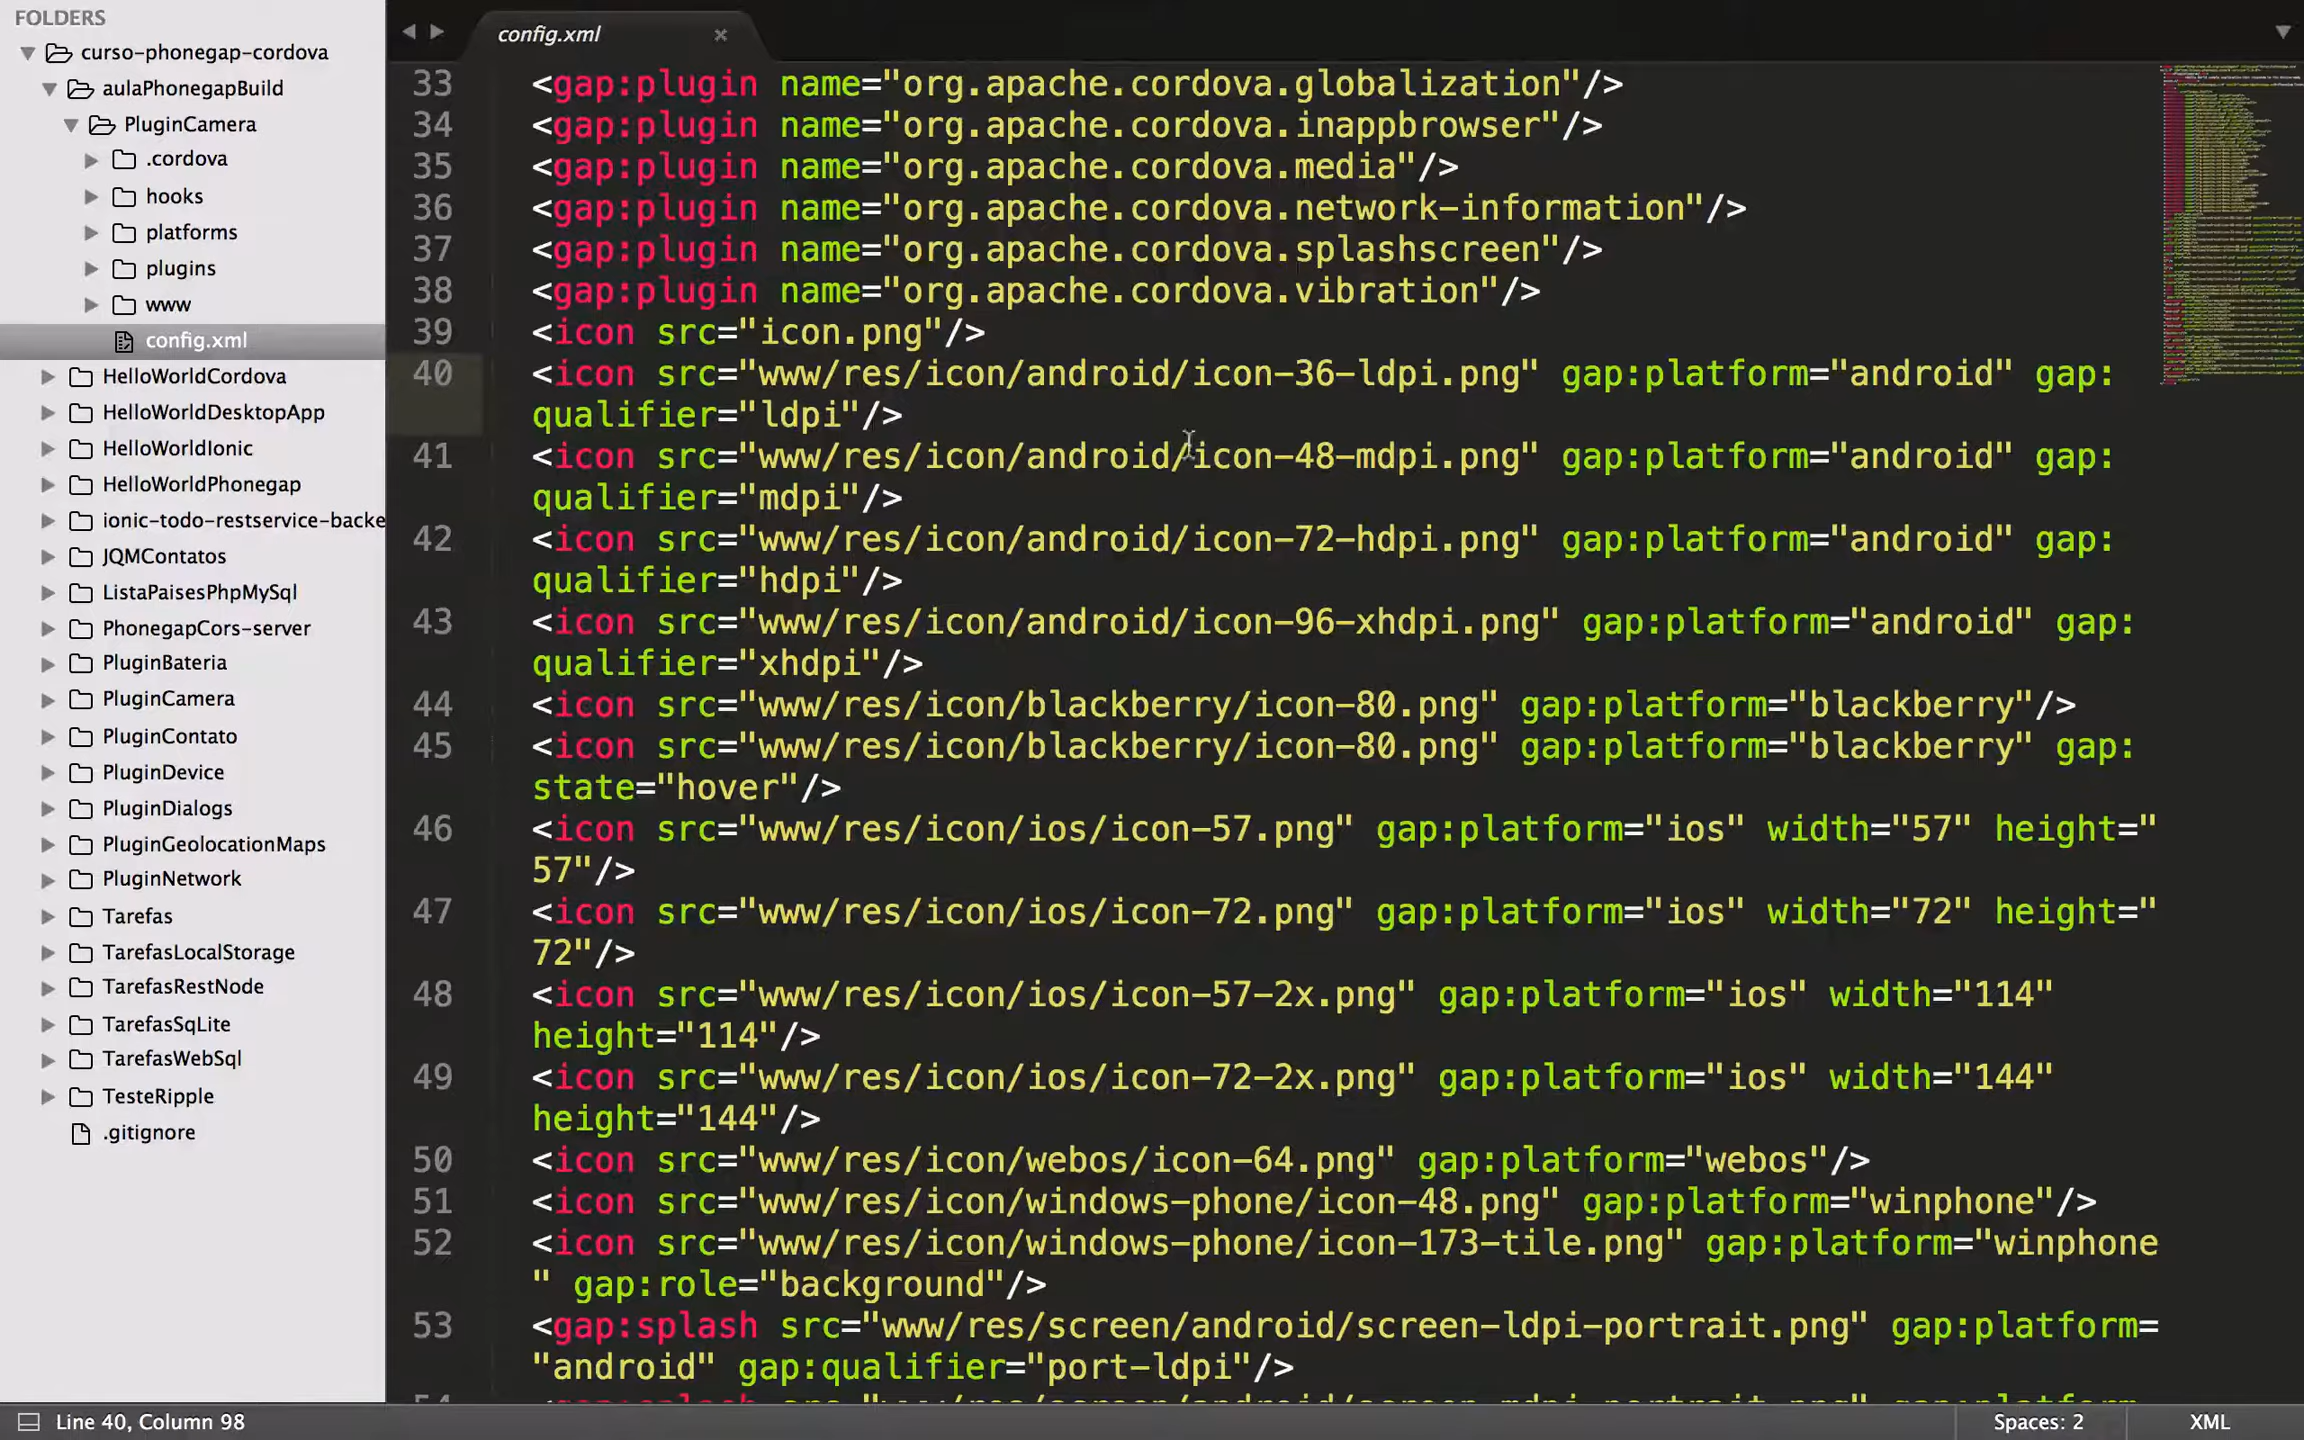 FOLDERS
curso-phonegap-cordova
aulaPhonegapBuild
PluginCamera
.cordova
hooks
platforms
plugins
www
config.xml
HelloWorldCordova
HelloWorldDesktopApp
HelloWorldIonic
HelloWorldPhonegap
ionic-todo-restservice-backe
JQMContatos
ListaPaisesPhpMySql
PhonegapCors-server
PluginBateria
PluginCamera
PluginContato
PluginDevice
PluginDialogs
PluginGeolocationMaps
PluginNetwork
Tarefas
TarefasLocalStorage
TarefasRestNode
TarefasSqLite
TarefasWebSql
TesteRipple
.gitignore
config.xml
33 <gap:plugin name="org.apache.cordova.globalization"/>
34 <gap:plugin name="org.apache.cordova.inappbrowser"/>
35 <gap:plugin name="org.apache.cordova.media"/>
36 <gap:plugin name="org.apache.cordova.network-information"/>
37 <gap:plugin name="org.apache.cordova.splashscreen"/>
38 <gap:plugin name="org.apache.cordova.vibration"/>
39 <icon src="icon.png"/>
40 <icon src="www/res/icon/android/icon-36-ldpi.png" gap:platform="android" gap:
qualifier="ldpi"/>
41 <icon src="www/res/icon/android/icon-48-mdpi.png" gap:platform="android" gap:
qualifier="mdpi"/>
42 <icon src="www/res/icon/android/icon-72-hdpi.png" gap:platform="android" gap:
qualifier="hdpi"/>
43 <icon src="www/res/icon/android/icon-96-xhdpi.png" gap:platform="android" gap:
qualifier="xhdpi"/>
44 <icon src="www/res/icon/blackberry/icon-80.png" gap:platform="blackberry"/>
45 <icon src="www/res/icon/blackberry/icon-80.png" gap:platform="blackberry" gap:
state="hover"/>
46 <icon src="www/res/icon/ios/icon-57.png" gap:platform="ios" width="57" height="
57"/>
47 <icon src="www/res/icon/ios/icon-72.png" gap:platform="ios" width="72" height="
72"/>
48 <icon src="www/res/icon/ios/icon-57-2x.png" gap:platform="ios" width="114"
height="114"/>
49 <icon src="www/res/icon/ios/icon-72-2x.png" gap:platform="ios" width="144"
height="144"/>
50 <icon src="www/res/icon/webos/icon-64.png" gap:platform="webos"/>
51 <icon src="www/res/icon/windows-phone/icon-48.png" gap:platform="winphone"/>
52 <icon src="www/res/icon/windows-phone/icon-173-tile.png" gap:platform="winphone
" gap:role="background"/>
53 <gap:splash src="www/res/screen/android/screen-ldpi-portrait.png" gap:platform=
"android" gap:qualifier="port-ldpi"/>
Line 40, Column 98
Spaces: 2
XML